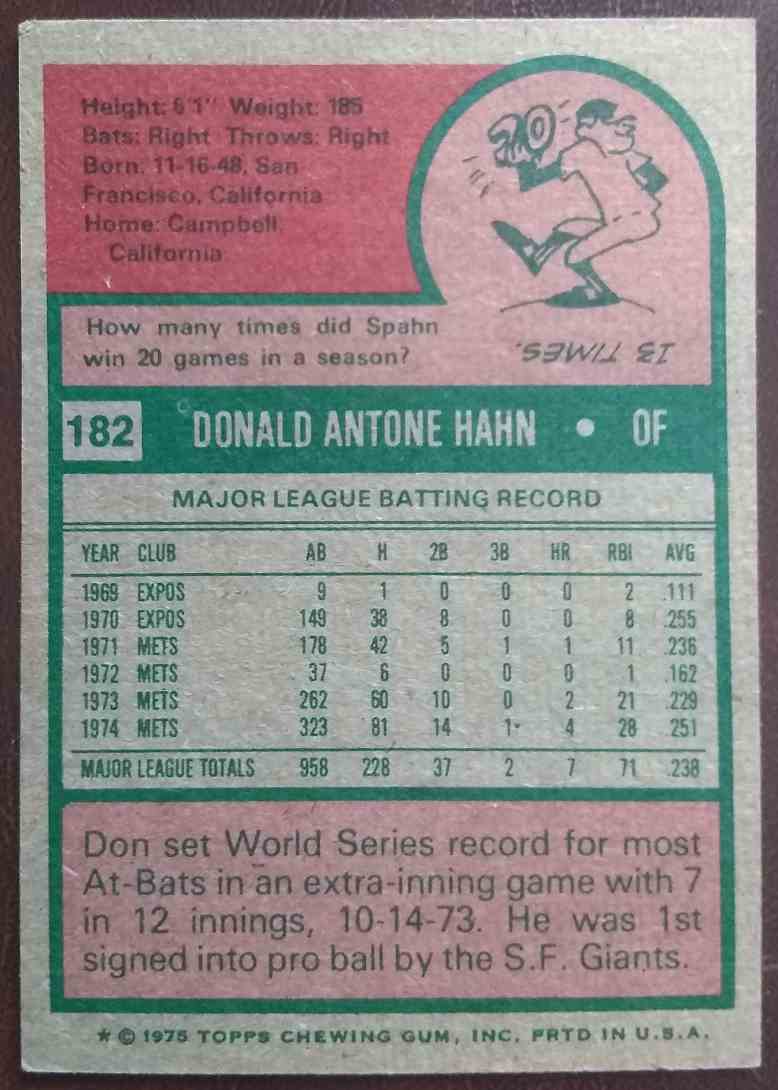 Height: 6'1" Weight: 185
Bats: Right Throws: Right
Born: 11-16-48, San
Francisco, California
Home: Campbell,
California
20
How many times did Spahn
win 20 games in a season?
13 TIMES.
182 DONALD ANTONE HAHN • OF
MAJOR LEAGUE BATTING RECORD
YEAR CLUB AB H 2B 3B HR RBI AVG
1969 EXPOS 9 1 0 0 0 2 .111
1970 EXPOS 149 38 8 0 0 8 .255
1971 METS 178 42 5 1 1 11 .236
1972 METS 37 6 0 0 0 1 .162
1973 METS 262 60 10 0 2 21 .229
1974 METS 323 81 14 1 4 28 .251
MAJOR LEAGUE TOTALS 958 228 37 2 7 71 .238
Don set World Series record for most
At-Bats in an extra-inning game with 7
in 12 innings, 10-14-73. He was 1st
signed into pro ball by the S.F. Giants.
* © 1975 TOPPS CHEWING GUM, INC. PRTD IN U.S.A.